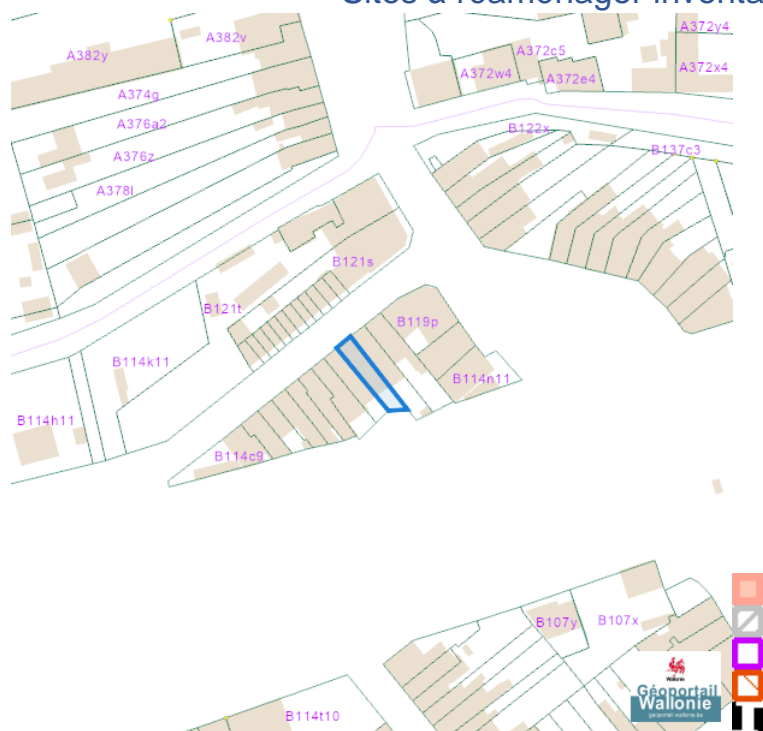 Sites à réaménager inventa
A382y
A382v
A372c5
A372y4
A372w4
A372e4
A372x4
A374g
A376a2
A376z
A378l
B122x
B137c3
B121s
B121t
B119p
B114k11
B114n11
B114h11
B114c9
B107y
B107x
B114t10
Wallonie
Géoportail
Wallonie
geoportail.wallonie.be